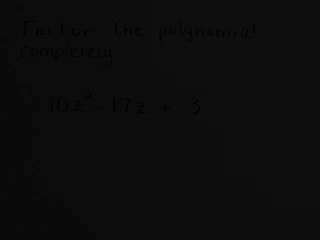 Factor the polynomial
completely.
10z² - 17z + 3